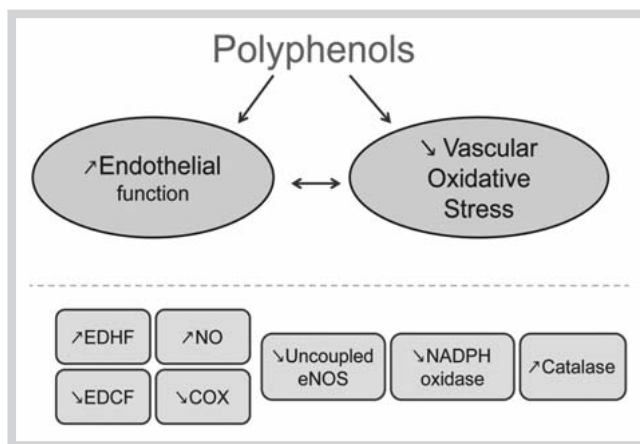 Polyphenols
↗Endothelial
function
↘ Vascular
Oxidative
Stress
↗EDHF
↗NO
↘EDCF
↘COX
↘Uncoupled
eNOS
↘NADPH
oxidase
↗Catalase